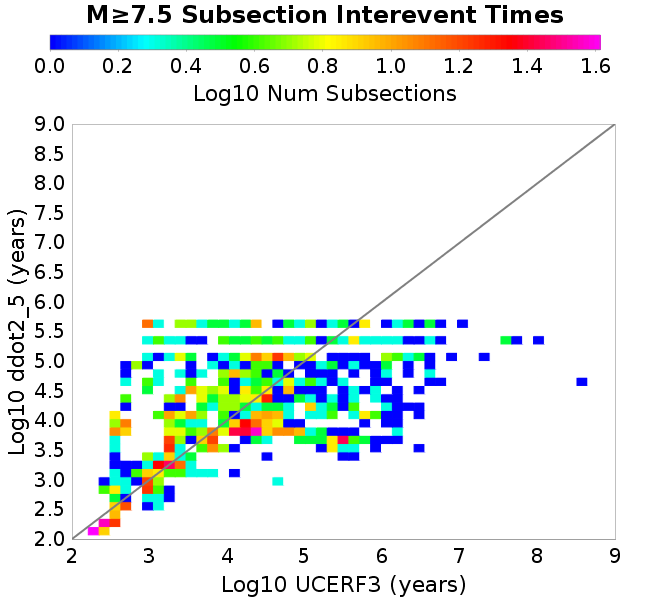 M≥7.5 Subsection Interevent Times
0.0 0.2 0.4 0.6 0.8 1.0 1.2 1.4 1.6
Log10 Num Subsections
9.0
8.5
8.0
7.5
7.0
6.5
6.0
5.5
5.0
4.5
4.0
3.5
3.0
2.5
2.0
Log10 ddot2_5 (years)
2 3 4 5 6 7 8 9
Log10 UCERF3 (years)